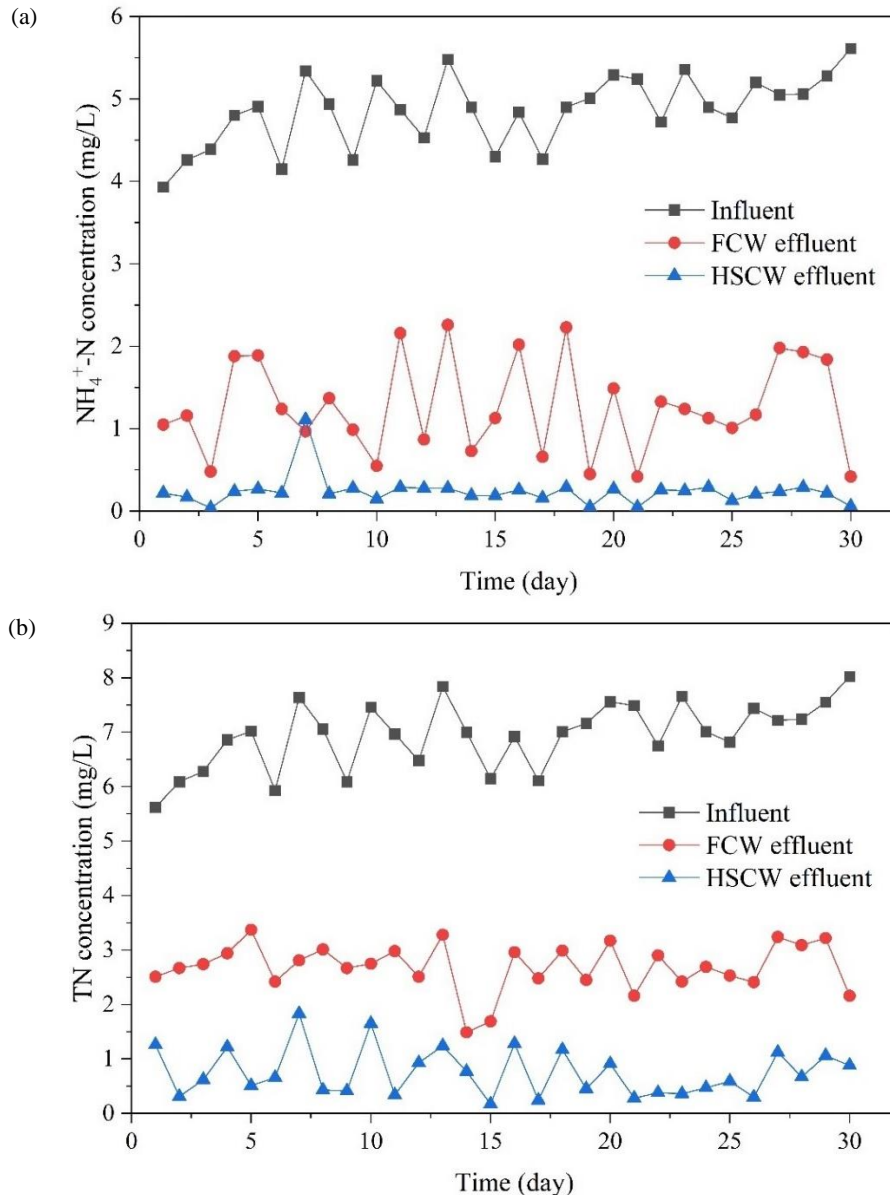 (a)
NH₄⁺-N concentration (mg/L)
6
5
4
3
2
1
0
Influent
FCW effluent
HSCW effluent
0 5 10 15 20 25 30
Time (day)
(b)
TN concentration (mg/L)
9
8
7
6
5
4
3
2
1
0
Influent
FCW effluent
HSCW effluent
0 5 10 15 20 25 30
Time (day)